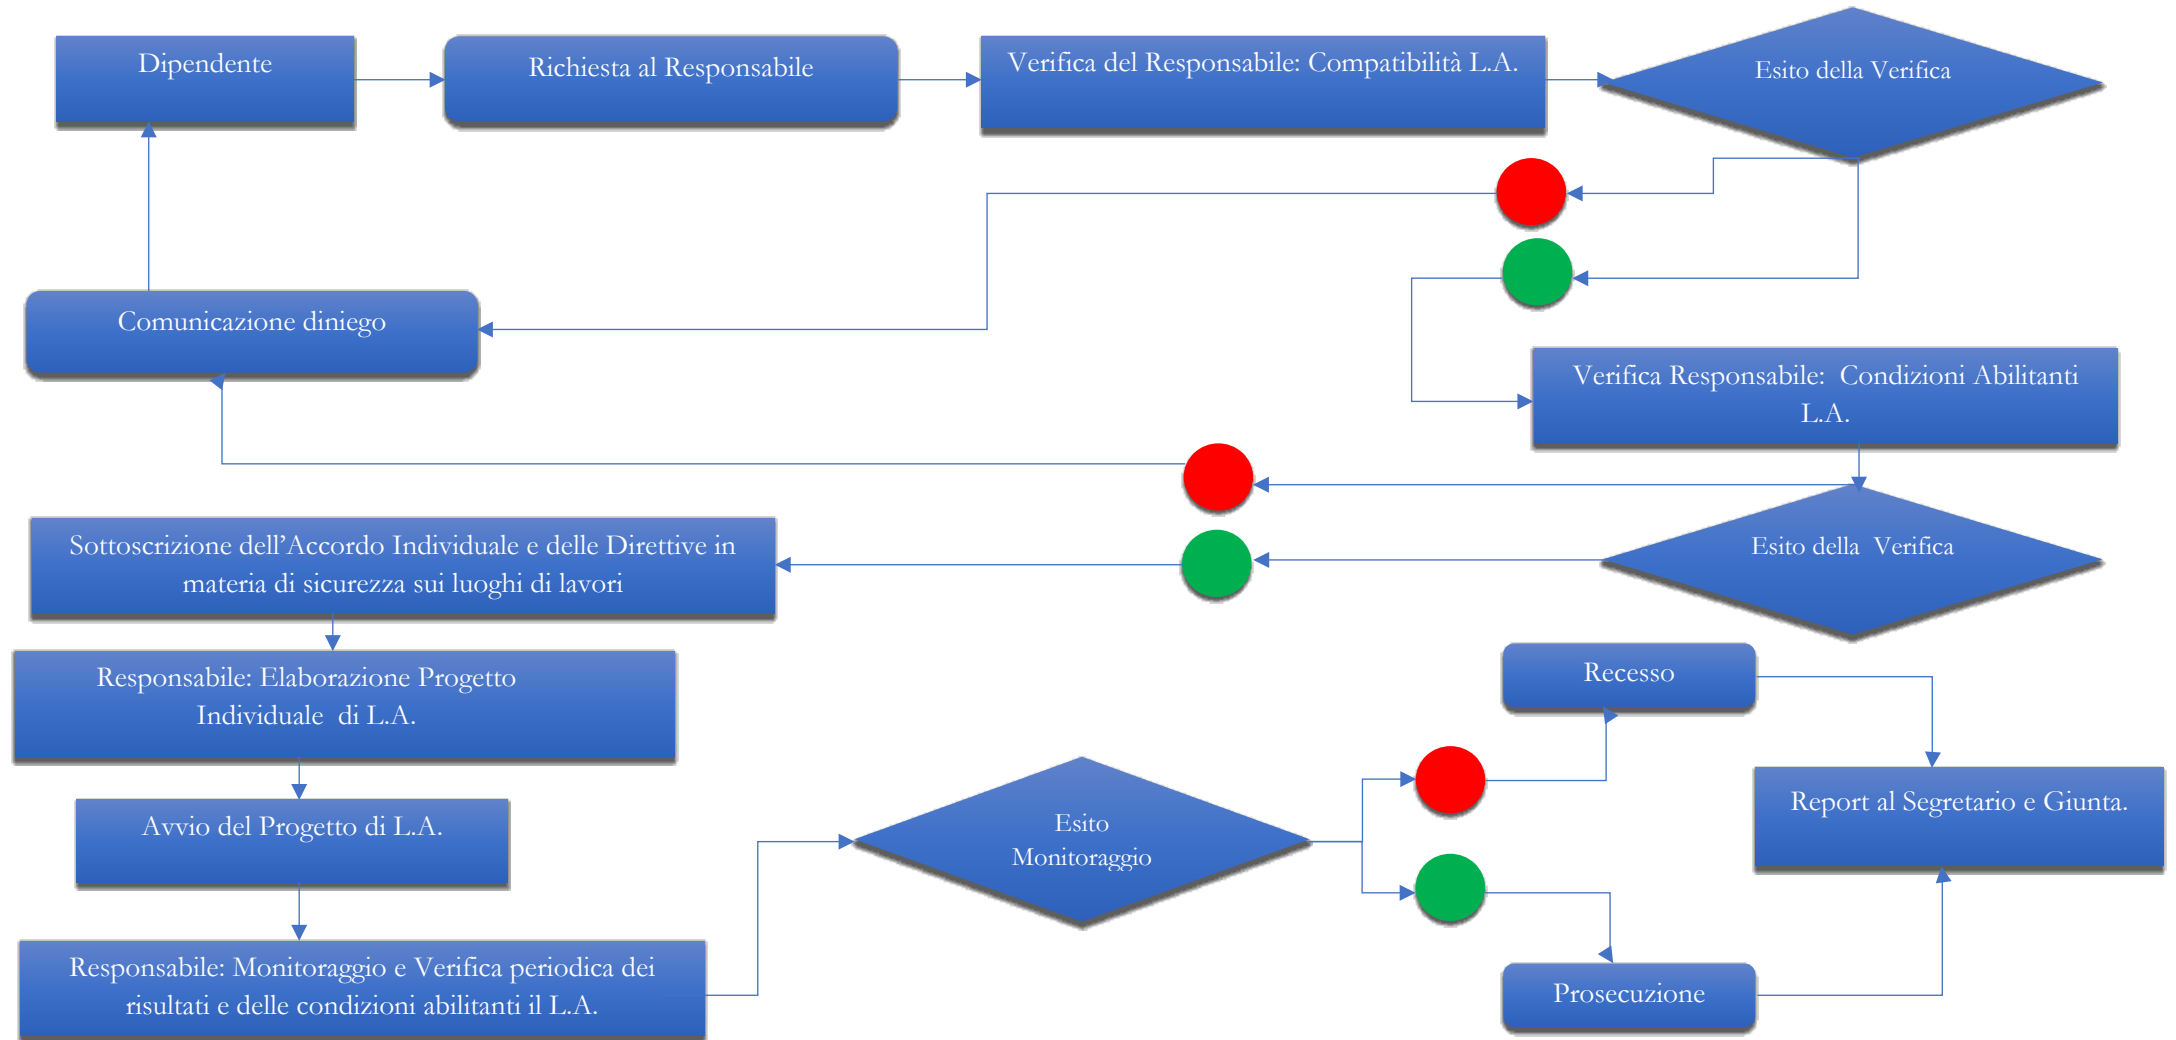 Dipendente
Richiesta al Responsabile
Verifica del Responsabile: Compatibilità L.A.
Esito della Verifica
Comunicazione diniego
Verifica Responsabile:  Condizioni Abilitanti
L.A.
Esito della  Verifica
Sottoscrizione dell’Accordo Individuale e delle Direttive in
materia di sicurezza sui luoghi di lavori
Responsabile: Elaborazione Progetto
Individuale  di L.A.
Avvio del Progetto di L.A.
Responsabile: Monitoraggio e Verifica periodica dei
risultati e delle condizioni abilitanti il L.A.
Esito
Monitoraggio
Recesso
Prosecuzione
Report al Segretario e Giunta.